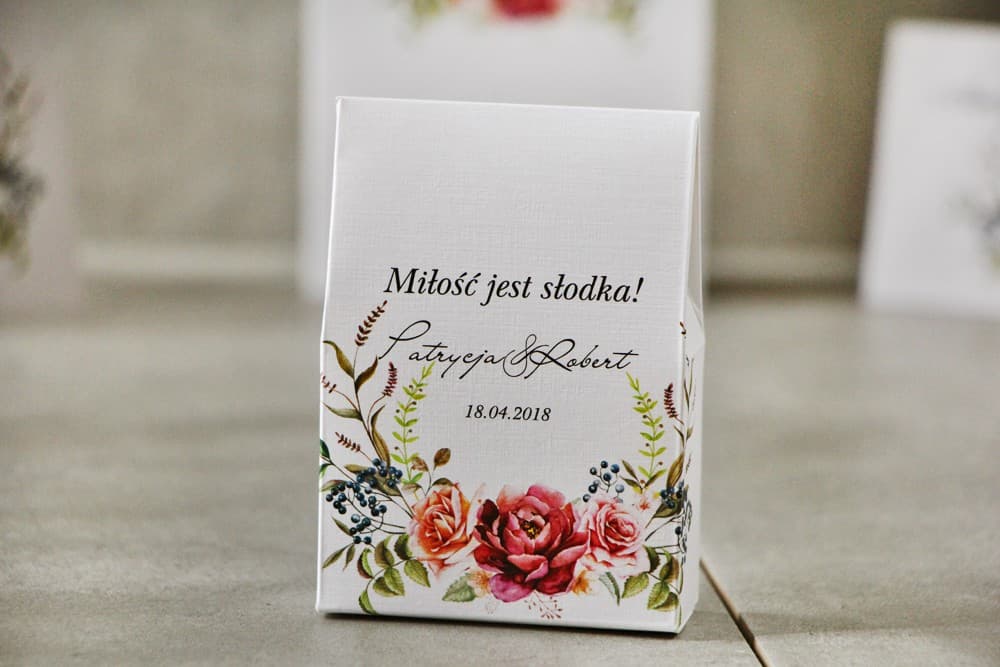 Miłość jest słodka!
Patrycja & Robert
18.04.2018